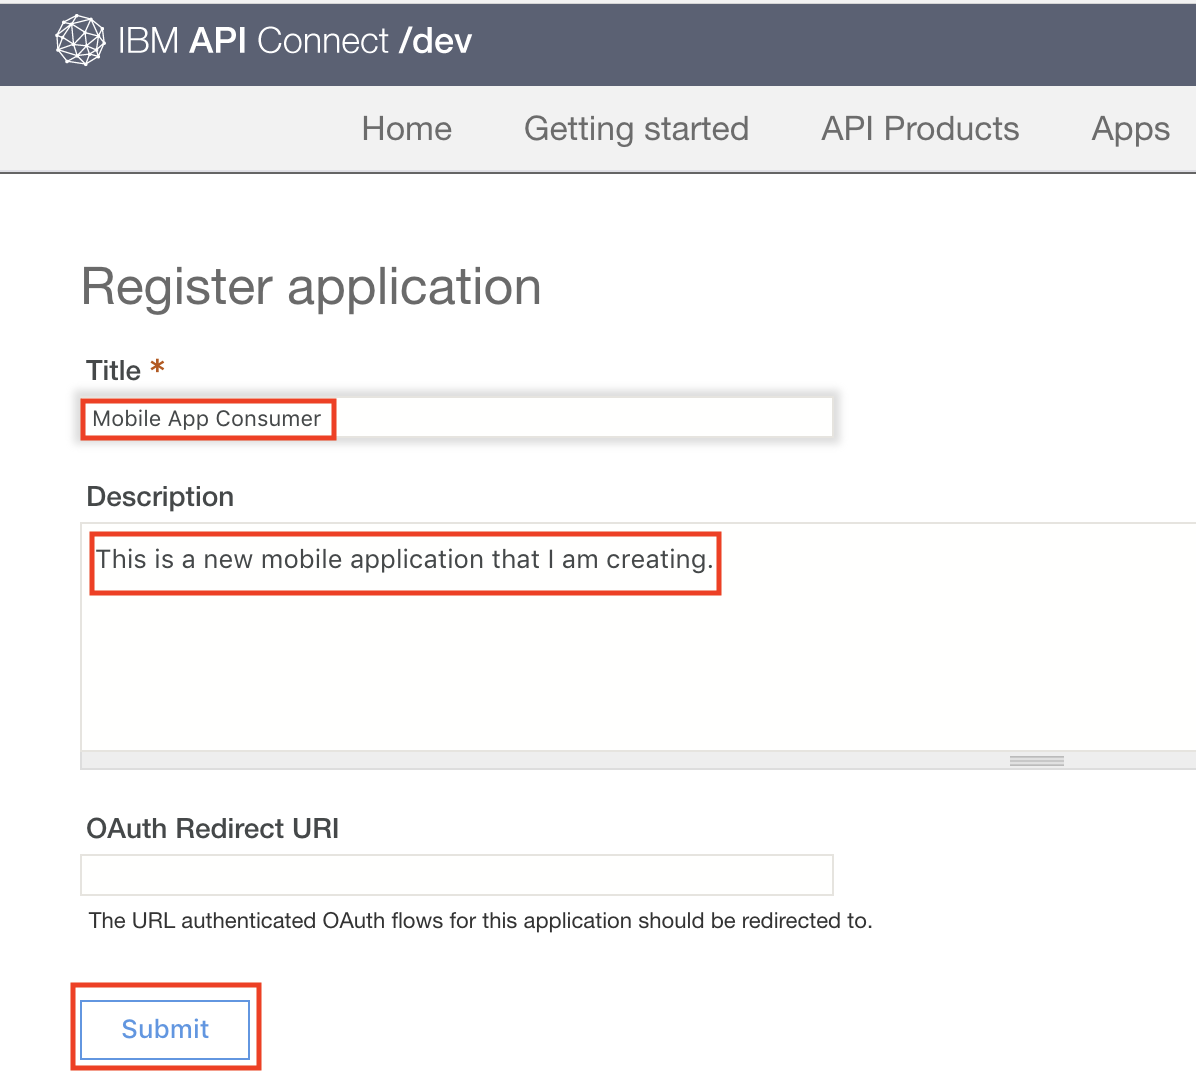 IBM API Connect /dev
Home Getting started API Products Apps
Register application
Title *
Mobile App Consumer
Description
This is a new mobile application that I am creating.
OAuth Redirect URI
The URL authenticated OAuth flows for this application should be redirected to.
Submit